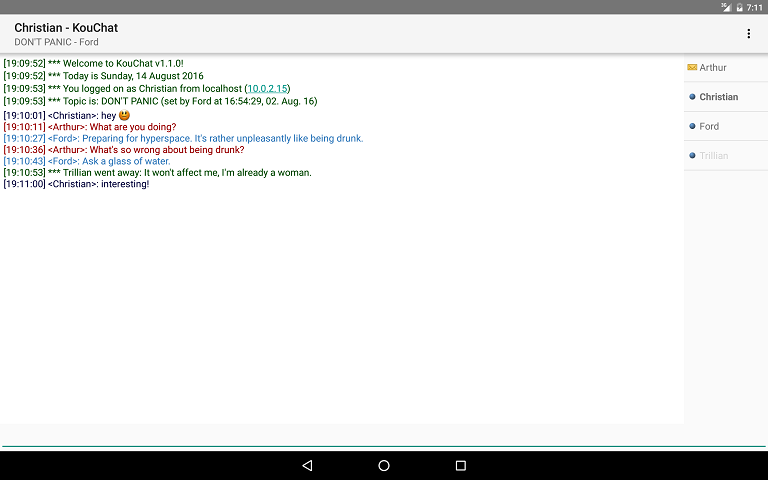 3G 7:11
Christian - KouChat
DON'T PANIC - Ford
[19:09:52] *** Welcome to KouChat v1.1.0!
[19:09:52] *** Today is Sunday, 14 August 2016
[19:09:53] *** You logged on as Christian from localhost (10.0.2.15)
[19:09:53] *** Topic is: DON'T PANIC (set by Ford at 16:54:29, 02. Aug. 16)
[19:10:01] <Christian>: hey
[19:10:11] <Arthur>: What are you doing?
[19:10:27] <Ford>: Preparing for hyperspace. It's rather unpleasantly like being drunk.
[19:10:36] <Arthur>: What's so wrong about being drunk?
[19:10:43] <Ford>: Ask a glass of water.
[19:10:53] *** Trillian went away: It won't affect me, I'm already a woman.
[19:11:00] <Christian>: interesting!
Arthur
Christian
Ford
Trillian